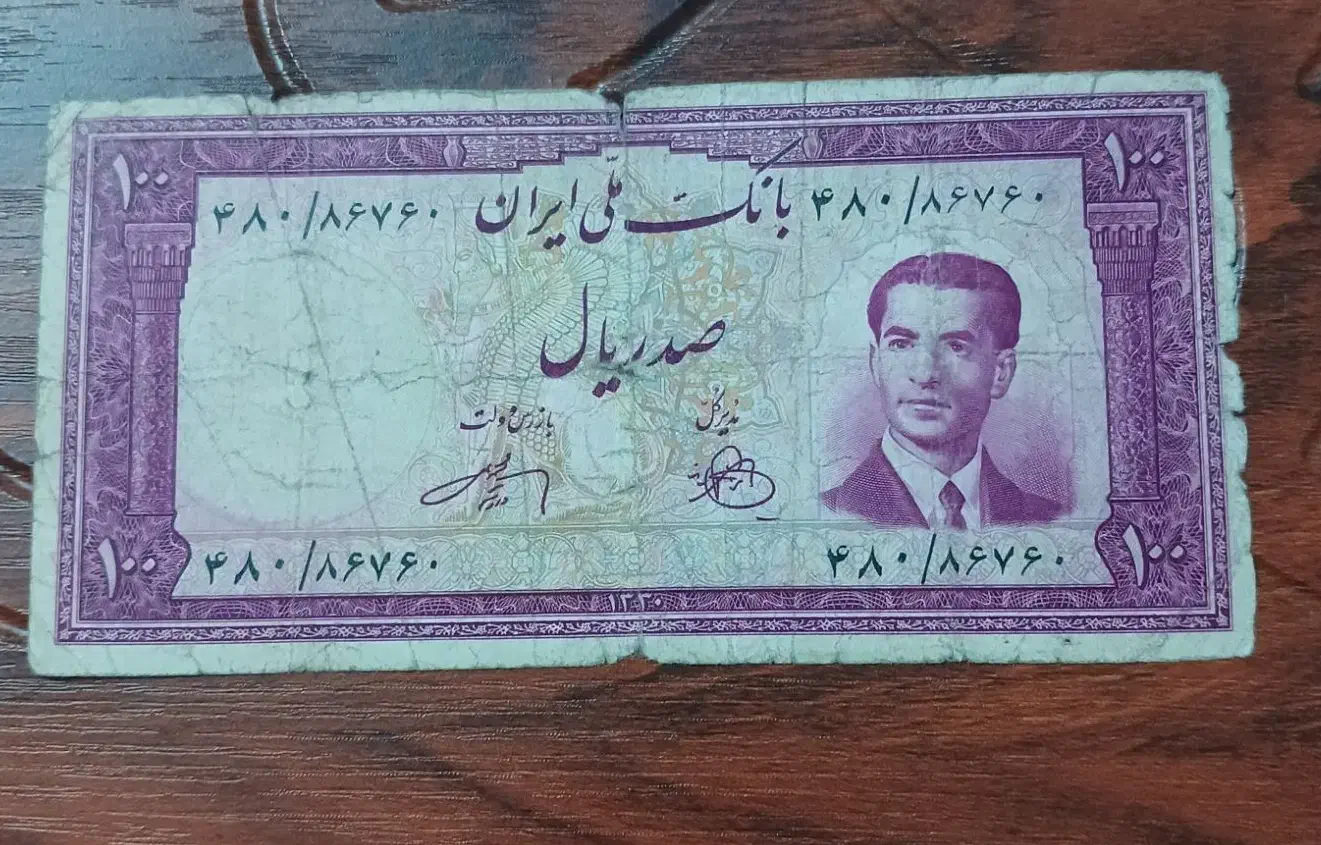 ۱۰۰ ۱۰۰
۴۸۰/۸۶۷۶۰ بانک ملّی ایران ۴۸۰/۸۶۷۶۰
صد ریال
مدیر کل بازرس دولت
۴۸۰/۸۶۷۶۰ ۴۸۰/۸۶۷۶۰
۱۰۰ ۱۰۰
۱۳۳۰